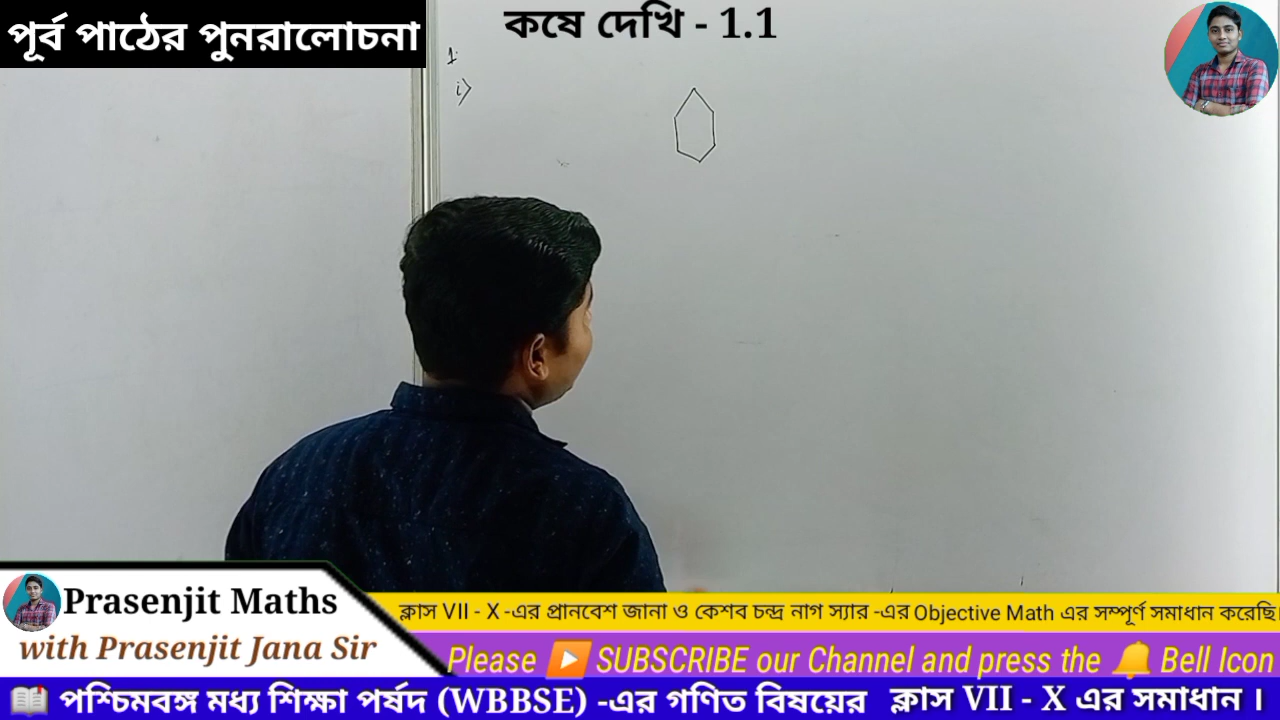 পূর্ব পাঠের পুনরালোচনা
কষে দেখি - 1.1
1.
i)
Prasenjit Maths
with Prasenjit Jana Sir
ক্লাস VII - X -এর প্রানবেশ জানা ও কেশব চন্দ্র নাগ স্যার -এর Objective Math এর সম্পূর্ণ সমাধান করেছি
Please ▶️ SUBSCRIBE our Channel and press the 🔔 Bell Icon
📖 পশ্চিমবঙ্গ মধ্য শিক্ষা পর্ষদ (WBBSE) -এর গণিত বিষয়ের ক্লাস VII - X এর সমাধান ।